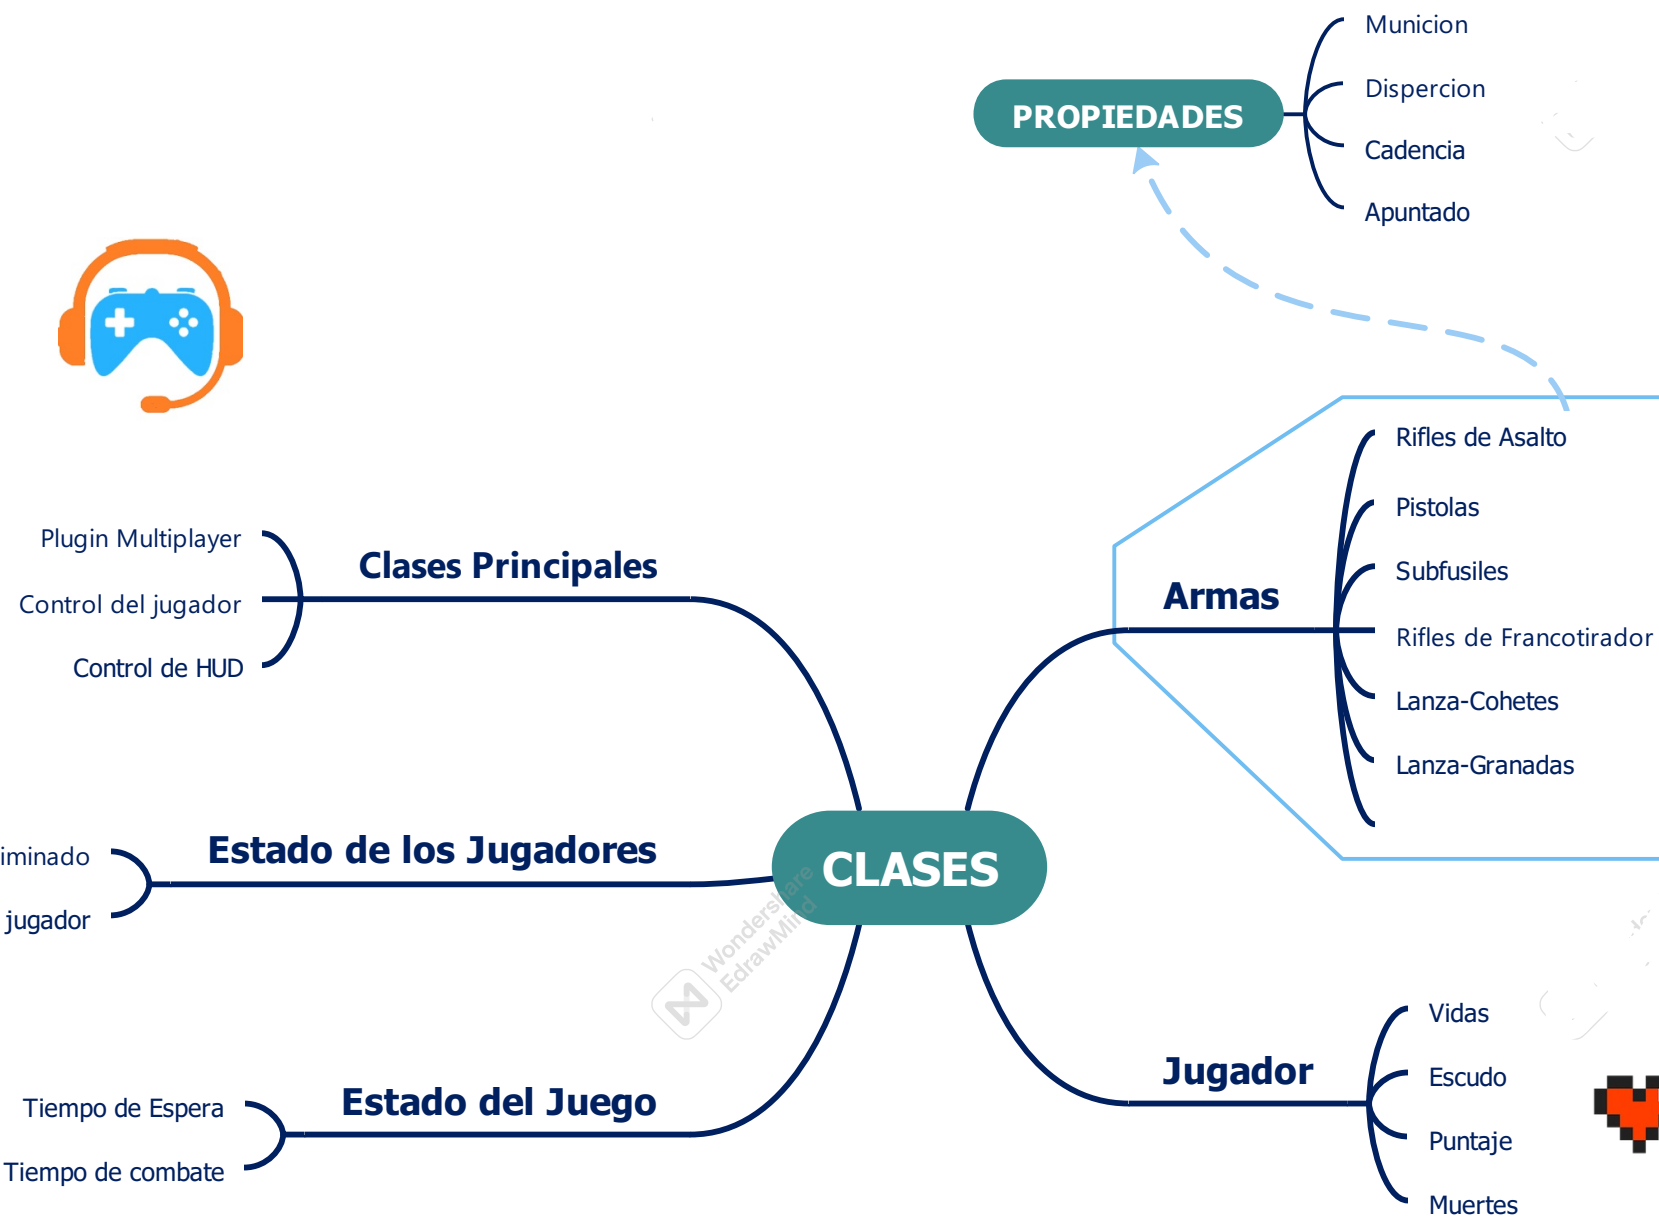 Municion
PROPIEDADES
Dispercion
Cadencia
Apuntado
Clases Principales
Plugin Multiplayer
Control del jugador
Control de HUD
Armas
Rifles de Asalto
Pistolas
Subfusiles
Rifles de Francotirador
Lanza-Cohetes
Lanza-Granadas
Estado de los Jugadores
iminado
jugador
CLASES
Wondershare
EdrawMind
Estado del Juego
Tiempo de Espera
Tiempo de combate
Jugador
Vidas
Escudo
Puntaje
Muertes